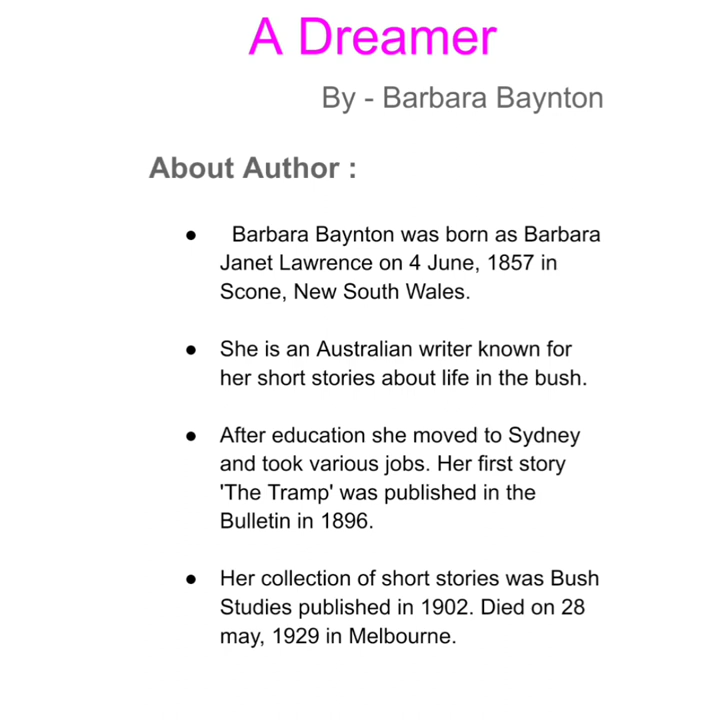 A Dreamer
By - Barbara Baynton
About Author :
● Barbara Baynton was born as Barbara
Janet Lawrence on 4 June, 1857 in
Scone, New South Wales.
● She is an Australian writer known for
her short stories about life in the bush.
● After education she moved to Sydney
and took various jobs. Her first story
'The Tramp' was published in the
Bulletin in 1896.
● Her collection of short stories was Bush
Studies published in 1902. Died on 28
may, 1929 in Melbourne.